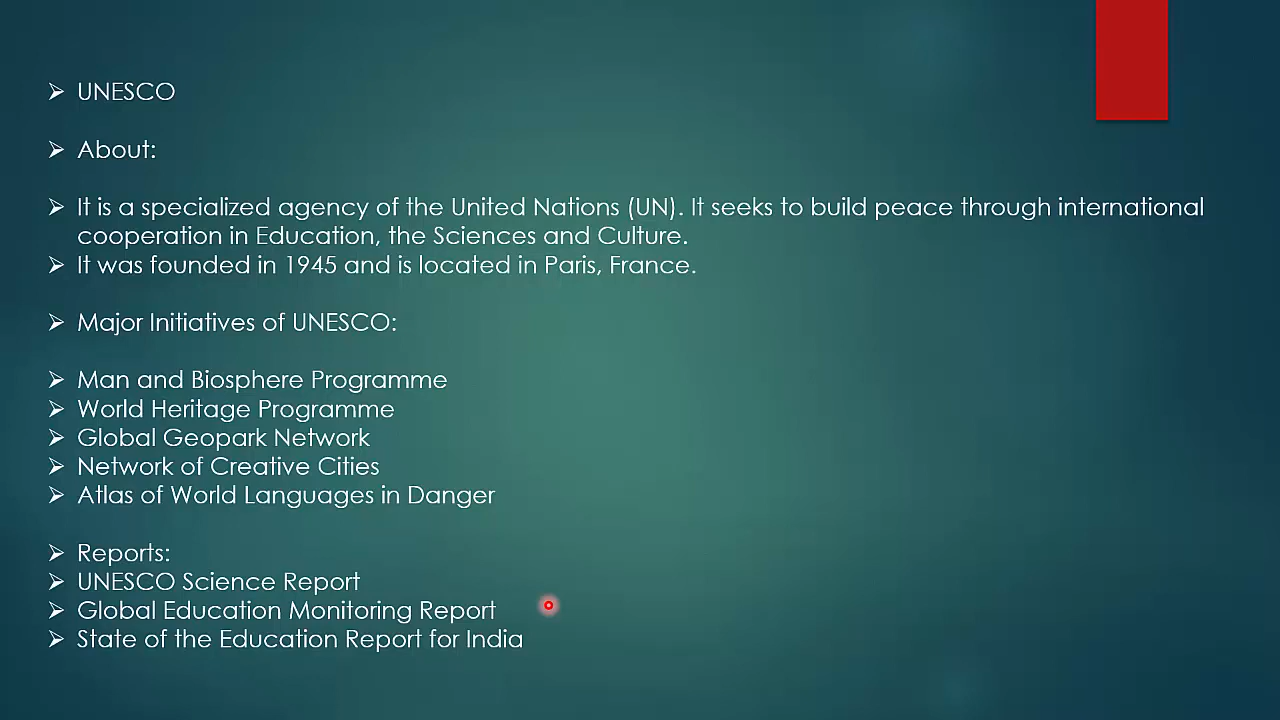 ➢ UNESCO
➢ About:
➢ It is a specialized agency of the United Nations (UN). It seeks to build peace through international
cooperation in Education, the Sciences and Culture.
➢ It was founded in 1945 and is located in Paris, France.
➢ Major Initiatives of UNESCO:
➢ Man and Biosphere Programme
➢ World Heritage Programme
➢ Global Geopark Network
➢ Network of Creative Cities
➢ Atlas of World Languages in Danger
➢ Reports:
➢ UNESCO Science Report
➢ Global Education Monitoring Report
➢ State of the Education Report for India